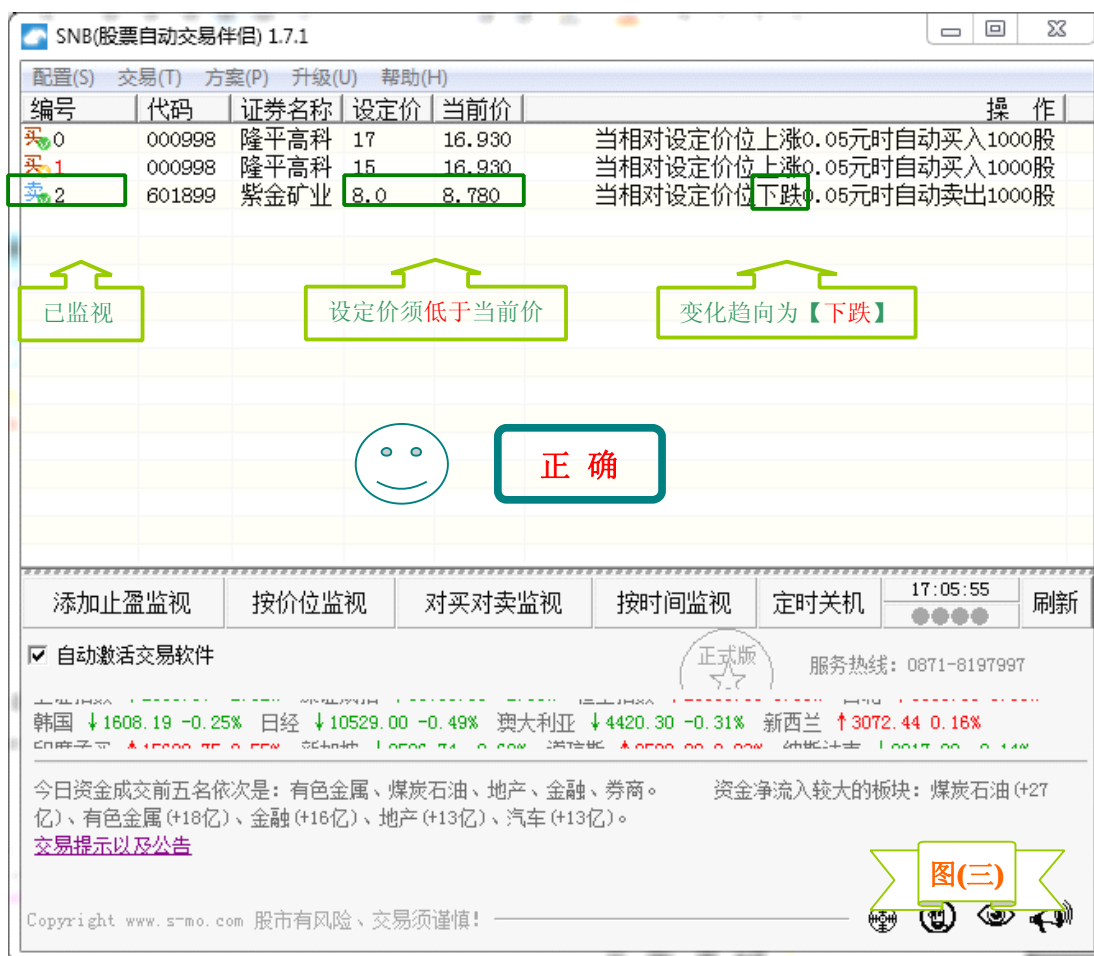 SNB(股票自动交易伴侣) 1.7.1
配置(S) 交易(T) 方案(P) 升级(U) 帮助(H)
编号 代码 证券名称 设定价 当前价 操 作
买 0 000998 隆平高科 17 16.930 当相对设定价位上涨0.05元时自动买入1000股
买 1 000998 隆平高科 15 16.930 当相对设定价位上涨0.05元时自动买入1000股
卖 2 601899 紫金矿业 8.0 8.780 当相对设定价位下跌0.05元时自动卖出1000股
已监视 设定价须低于当前价 变化趋向为【下跌】
正 确
添加止盈监视 按价位监视 对买对卖监视 按时间监视 定时关机 17:05:55 刷新
自动激活交易软件 正式版 服务热线: 0871-8197997
韩国 ↓1608.19 -0.25% 日经 ↓10529.00 -0.49% 澳大利亚 ↓4420.30 -0.31% 新西兰 ↑3072.44 0.16%
今日资金成交前五名依次是: 有色金属、煤炭石油、地产、金融、券商。 资金净流入较大的板块: 煤炭石油(+27
亿)、有色金属(+18亿)、金融(+16亿)、地产(+13亿)、汽车(+13亿)。
交易提示以及公告
图(三)
Copyright www.s-mo.com 股市有风险、交易须谨慎!